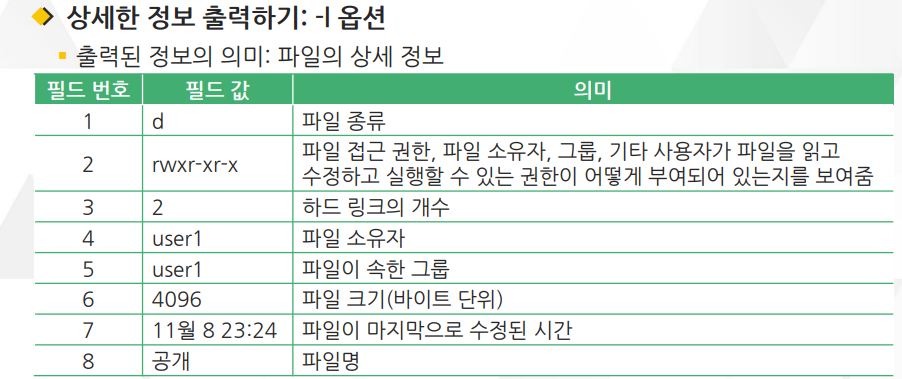 상세한 정보 출력하기: -l 옵션
출력된 정보의 의미: 파일의 상세 정보
필드 번호 필드 값 의미
1 d 파일 종류
2 rwxr-xr-x 파일 접근 권한, 파일 소유자, 그룹, 기타 사용자가 파일을 읽고
수정하고 실행할 수 있는 권한이 어떻게 부여되어 있는지를 보여줌
3 2 하드 링크의 개수
4 user1 파일 소유자
5 user1 파일이 속한 그룹
6 4096 파일 크기(바이트 단위)
7 11월 8 23:24 파일이 마지막으로 수정된 시간
8 공개 파일명